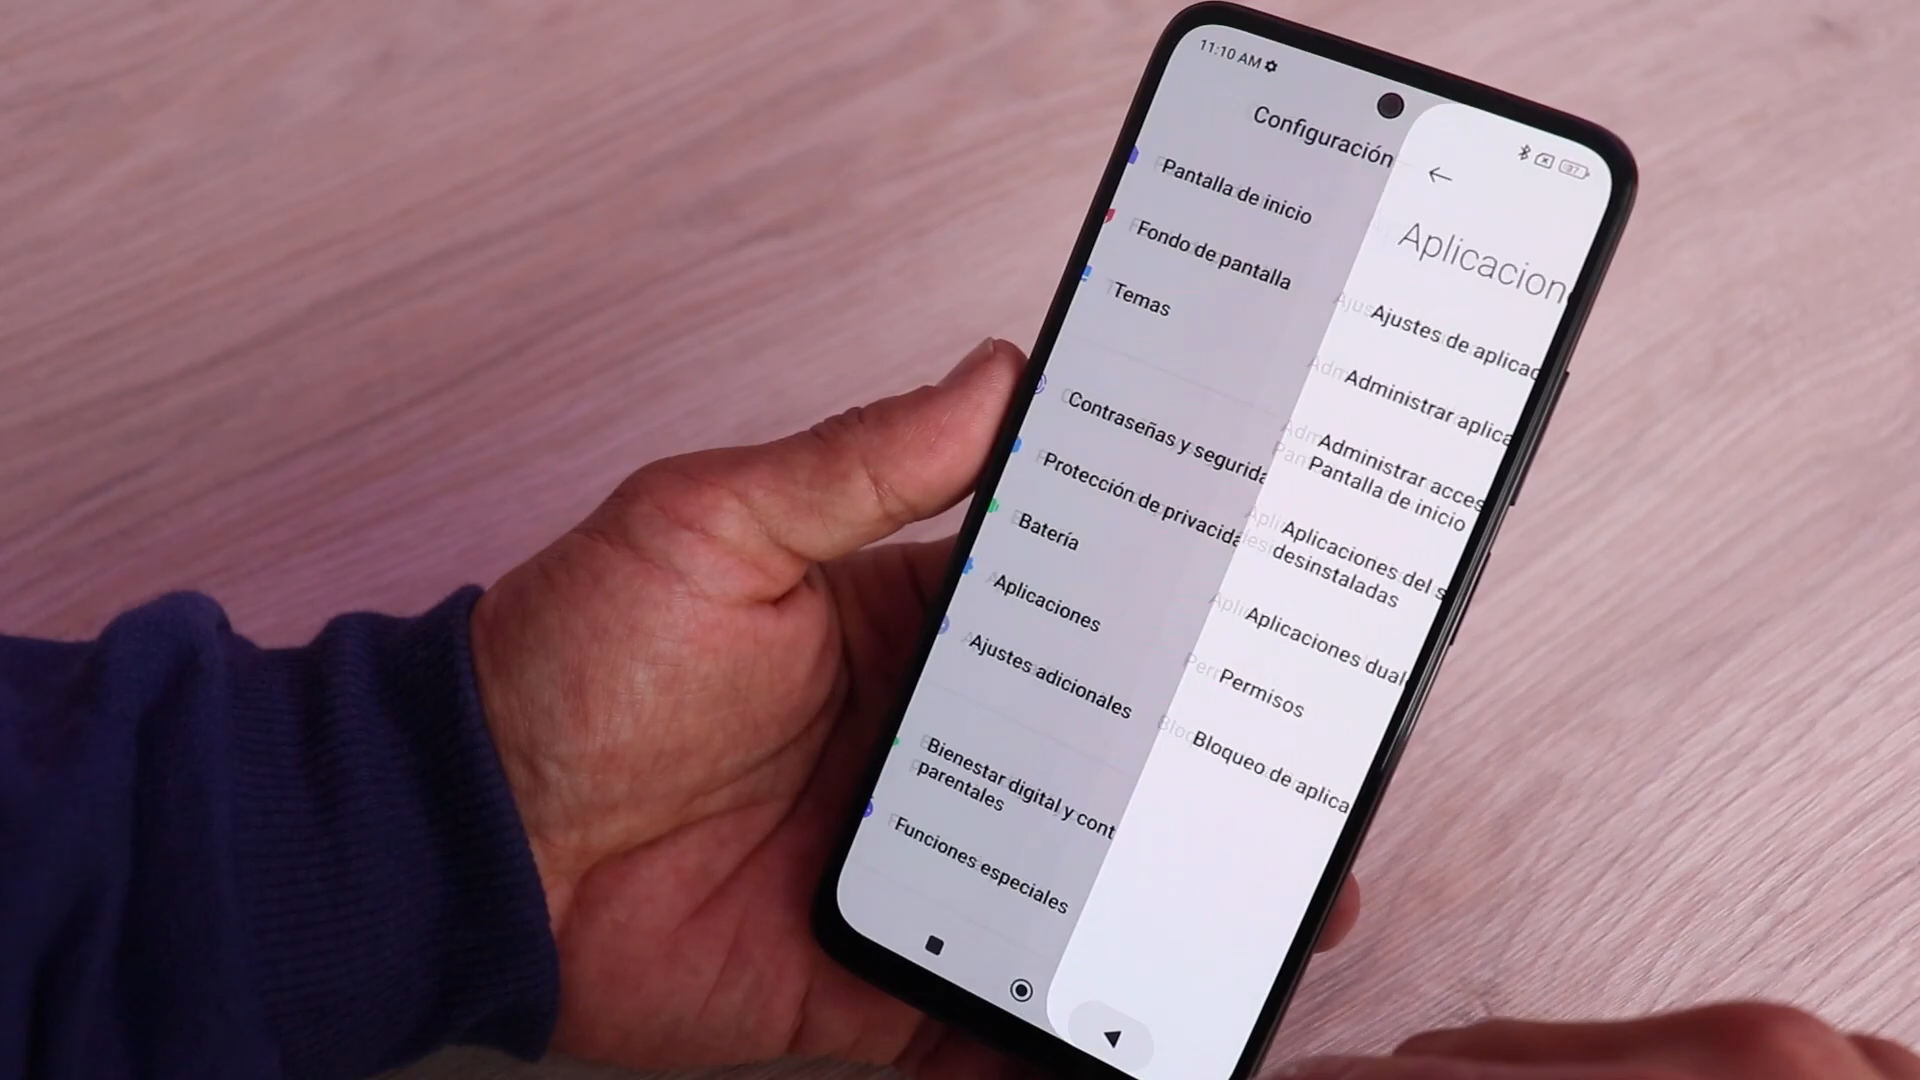 11:10 AM
Configuración
Pantalla de inicio
Fondo de pantalla
Temas
Contraseñas y segurida
Protección de privacida
Batería
Aplicaciones
Ajustes adicionales
Bienestar digital y cont
parentales
Funciones especiales
Aplicacion
Ajustes de aplicac
Administrar aplica
Administrar acces
Pantalla de inicio
Aplicaciones del s
desinstaladas
Aplicaciones dual
Permisos
Bloqueo de aplica